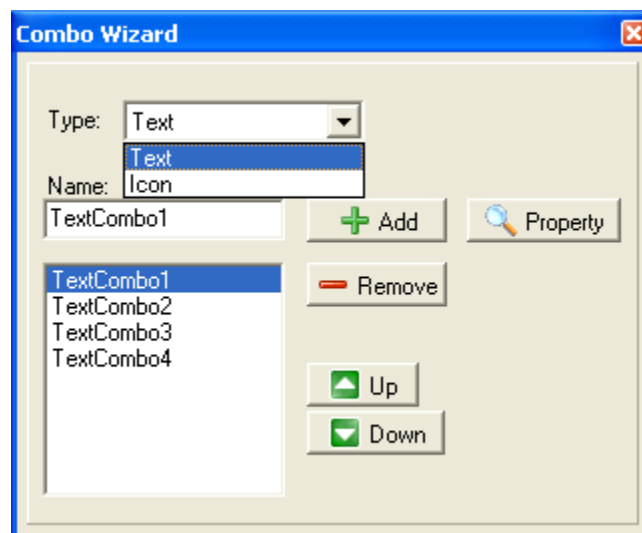 Combo Wizard
Type:
Text
Text
Icon
Name:
TextCombo1
Add
Property
TextCombo1
TextCombo2
TextCombo3
TextCombo4
Remove
Up
Down